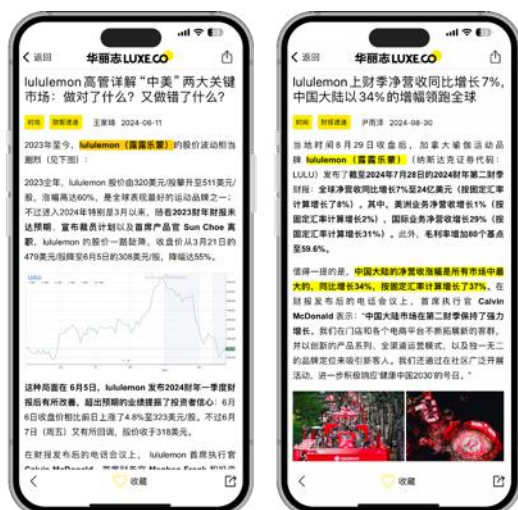 返回
华丽志 LUXE.CO
lululemon 高管详解“中美”两大关键
市场：做对了什么？又做错了什么？
时尚 财报速递 王家琦 2024-06-11
2023年至今，lululemon（露露乐蒙）的股价波动相当
剧烈（见下图）：
2023全年，lululemon 股价由320美元/股攀升至511美元/
股，涨幅高达60%，是全球表现最好的运动品牌之一；
不过进入2024年特别是3月以来，随着2023年财报未
达预期、宣布裁员计划以及首席产品官 Sun Choe 离
职，lululemon 的股价一路陡降，收盘价从3月21日的
479美元/股降至6月5日的308美元/股，降幅达55%。
这种局面在 6月5日，lululemon 发布2024财年一季度财
报后有所改善。超出预期的业绩提振了投资者信心：6月
6日收盘价相比前日上涨了4.8%至323美元/股。不过6月
7日（周五）又有所回调，股价收于318美元。
在财报发布后的电话会议上，lululemon 首席执行官
收藏
返回
华丽志 LUXE.CO
lululemon 上财季净营收同比增长7%，
中国大陆以34%的增幅领跑全球
时尚 财报速递 尹雨泽 2024-08-30
当地时间8月29日收盘后，加拿大瑜伽运动品
牌 lululemon（露露乐蒙）（纳斯达克证券代码：
LULU）发布了截至2024年7月28日的2024财年第二季
财报：全球净营收同比增长7%至24亿美元（按固定汇率
计算增长了8%）。其中，美洲业务净营收增长1%（按
固定汇率计算增长2%），国际业务净营收增长29%（按
固定汇率计算增长31%）。此外，毛利率增加80个基点
至59.6%。
值得一提的是，中国大陆的净营收涨幅是所有市场中最
大的，同比增长34%，按固定汇率计算增长了37%。在
财报发布后的电话会议上，首席执行官 Calvin
McDonald 表示：“中国大陆市场在第二财季保持了强力
增长，我们在门店和各个电商平台不断拓展新的客群，
并以创新的产品系列、全渠道运营模式，以及独一无二
的品牌定位来吸引新客人。我们还通过在社区广泛开展
活动，进一步积极响应‘健康中国2030’的号召。”
收藏